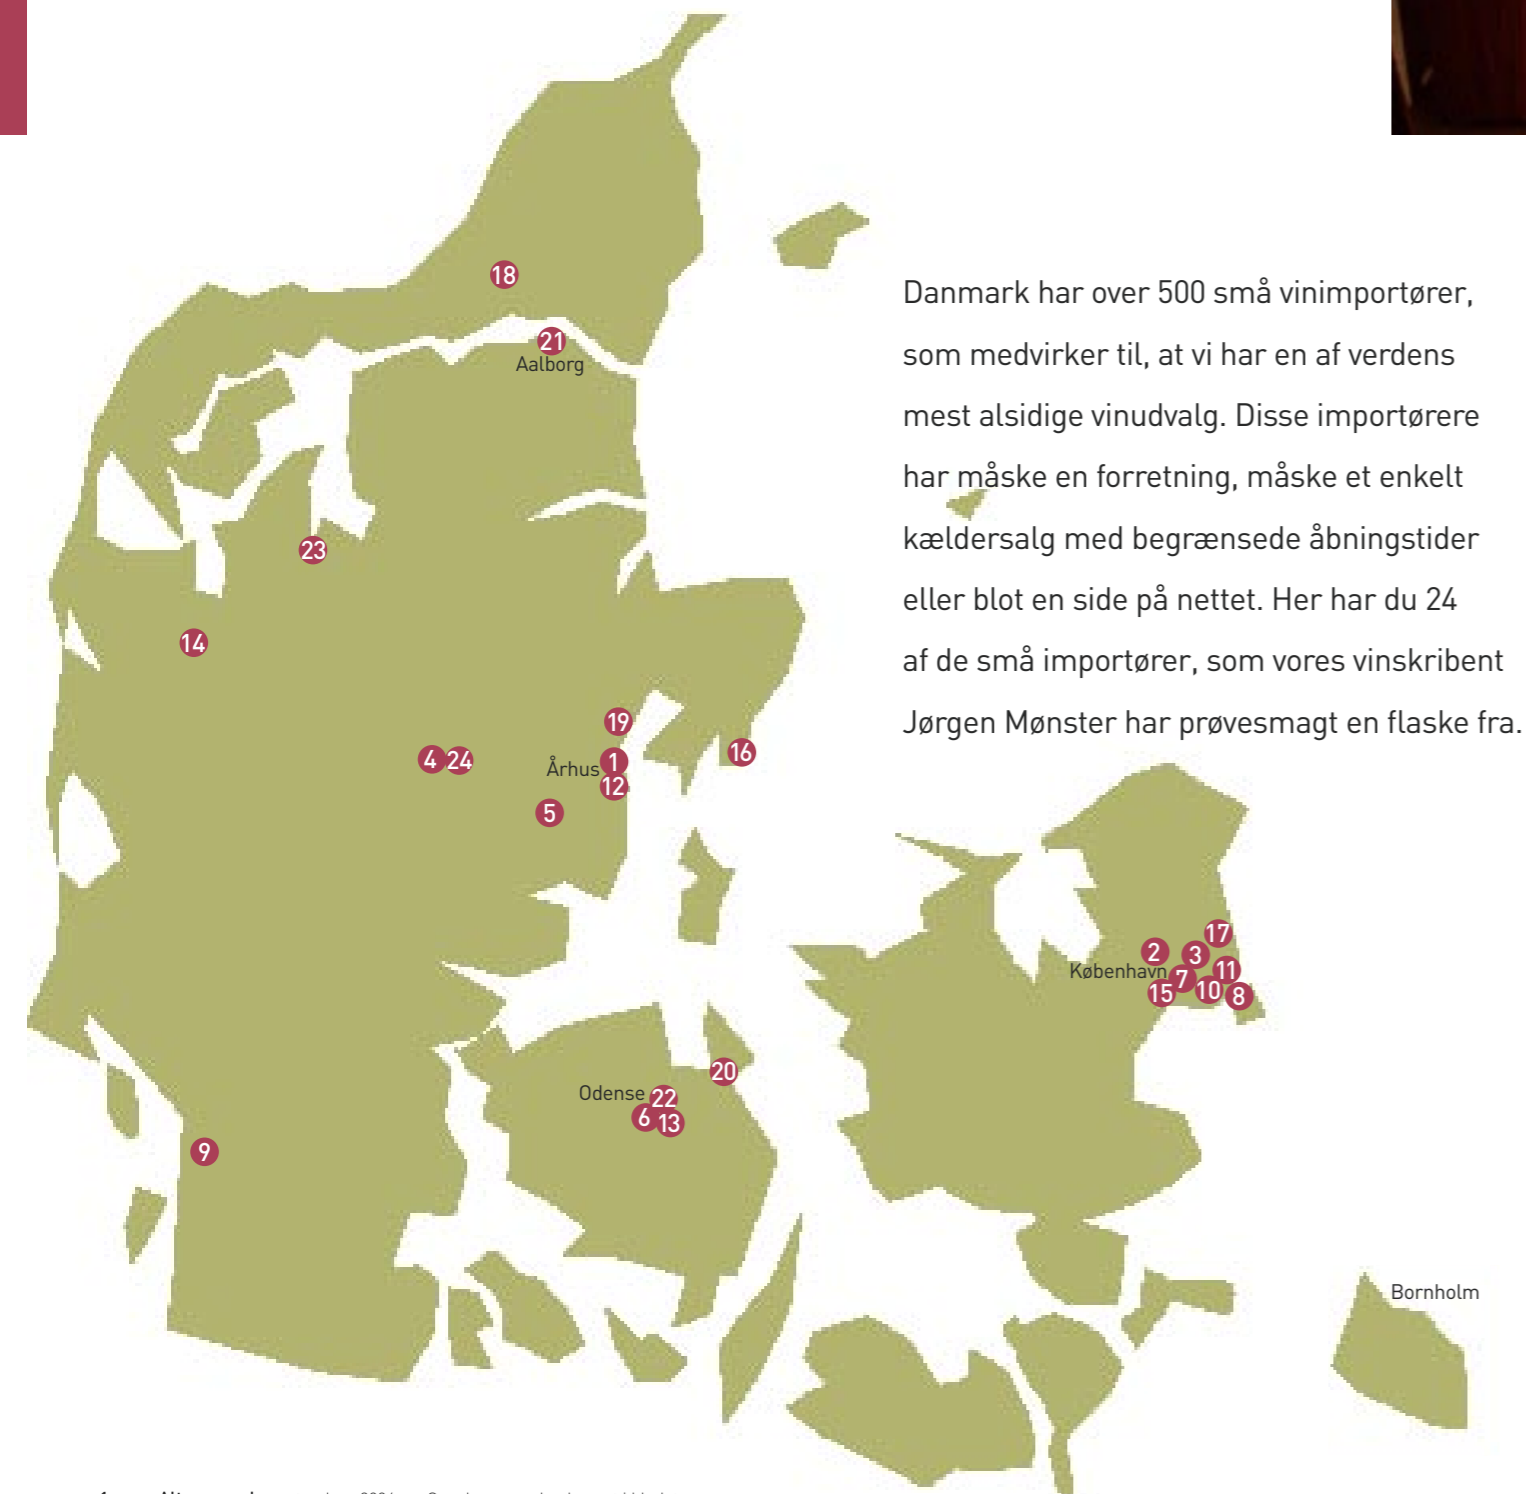 18
21
Aalborg
Danmark har over 500 små vinimportører,
som medvirker til, at vi har en af verdens
mest alsidige vinudvalg. Disse importørere
har måske en forretning, måske et enkelt
kældersalg med begrænsede åbningstider
eller blot en side på nettet. Her har du 24
af de små importører, som vores vinskribent
Jørgen Mønster har prøvesmagt en flaske fra.
23
14
19
16
4 24
Århus 1
12
5
17
2 3
København 7 11
15 10 8
20
Odense 22
6 13
9
Bornholm